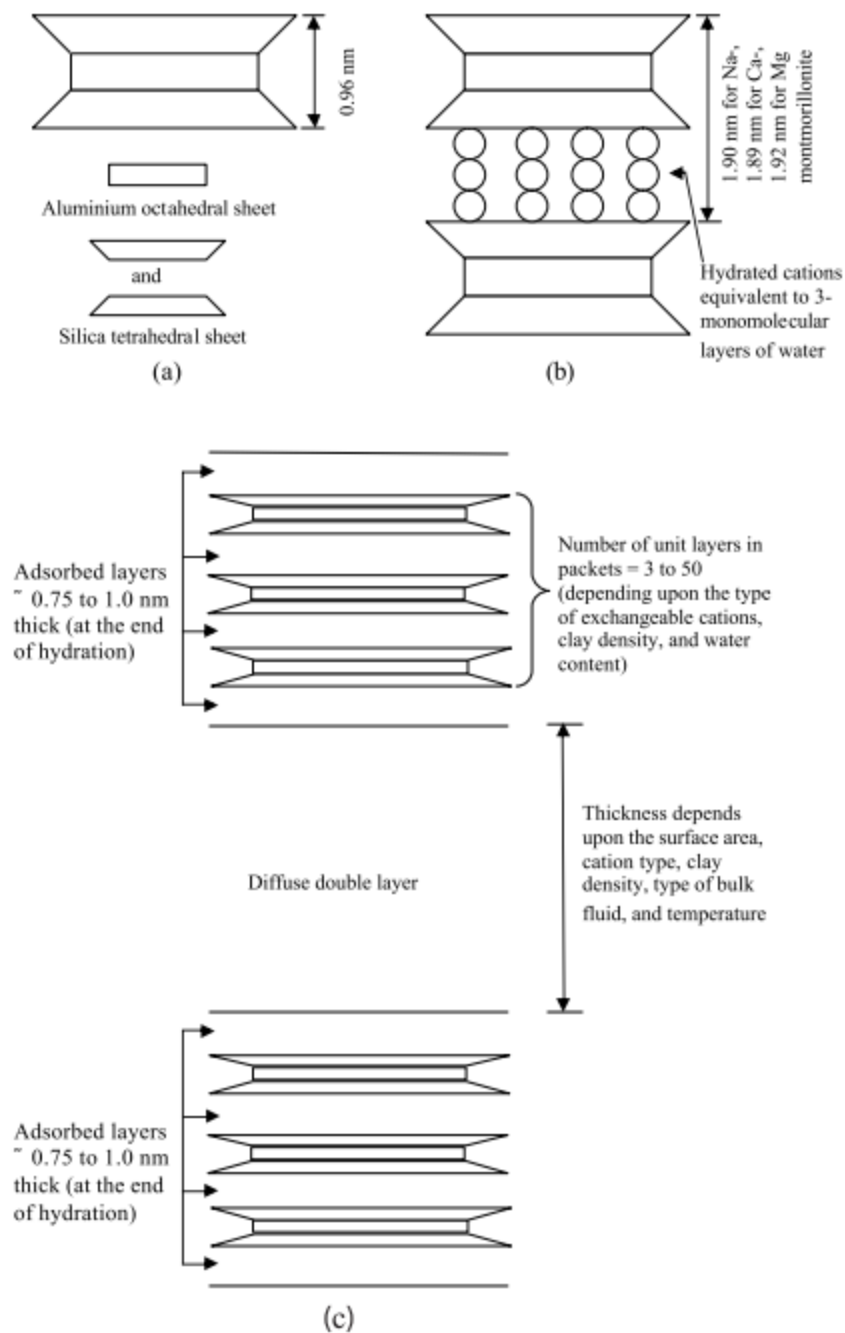 0.96 nm
Aluminium octahedral sheet
and
Silica tetrahedral sheet
(a)
1.90 nm for Na-,
1.89 nm for Ca-,
1.92 nm for Mg
montmorillonite
Hydrated cations
equivalent to 3-
monomolecular
layers of water
(b)
Adsorbed layers
~ 0.75 to 1.0 nm
thick (at the end
of hydration)
Number of unit layers in
packets = 3 to 50
(depending upon the type
of exchangeable cations,
clay density, and water
content)
Diffuse double layer
Thickness depends
upon the surface area,
cation type, clay
density, type of bulk
fluid, and temperature
Adsorbed layers
~ 0.75 to 1.0 nm
thick (at the end
of hydration)
(c)